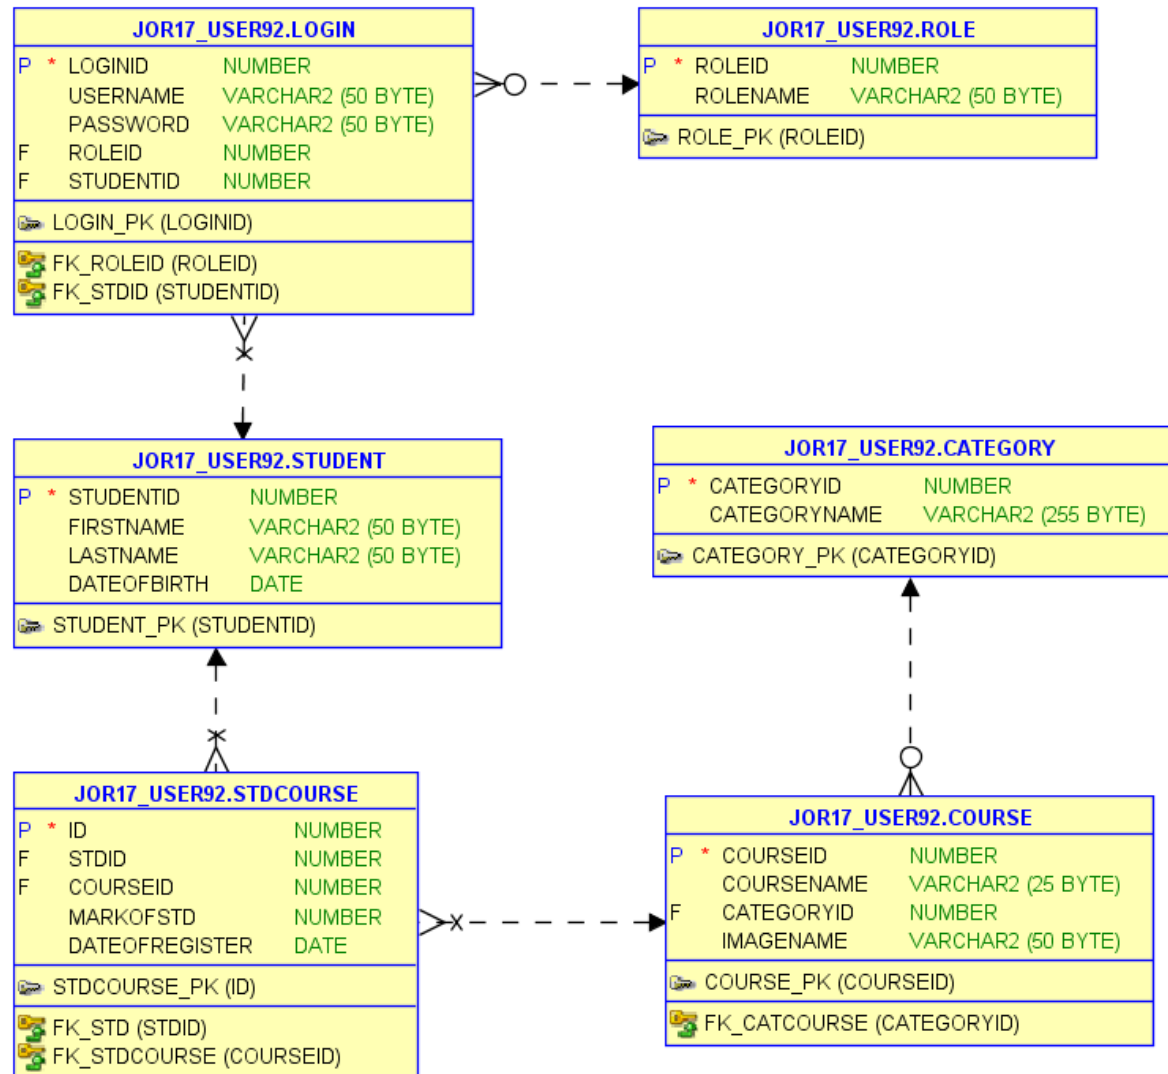 JOR17_USER92.LOGIN
P * LOGINID NUMBER
USERNAME VARCHAR2 (50 BYTE)
PASSWORD VARCHAR2 (50 BYTE)
F ROLEID NUMBER
F STUDENTID NUMBER
LOGIN_PK (LOGINID)
FK_ROLEID (ROLEID)
FK_STDID (STUDENTID)
JOR17_USER92.ROLE
P * ROLEID NUMBER
ROLENAME VARCHAR2 (50 BYTE)
ROLE_PK (ROLEID)
JOR17_USER92.STUDENT
P * STUDENTID NUMBER
FIRSTNAME VARCHAR2 (50 BYTE)
LASTNAME VARCHAR2 (50 BYTE)
DATEOFBIRTH DATE
STUDENT_PK (STUDENTID)
JOR17_USER92.CATEGORY
P * CATEGORYID NUMBER
CATEGORYNAME VARCHAR2 (255 BYTE)
CATEGORY_PK (CATEGORYID)
JOR17_USER92.STDCOURSE
P * ID NUMBER
F STDID NUMBER
F COURSEID NUMBER
MARKOFSTD NUMBER
DATEOFREGISTER DATE
STDCOURSE_PK (ID)
FK_STD (STDID)
FK_STDCOURSE (COURSEID)
JOR17_USER92.COURSE
P * COURSEID NUMBER
COURSENAME VARCHAR2 (25 BYTE)
F CATEGORYID NUMBER
IMAGENAME VARCHAR2 (50 BYTE)
COURSE_PK (COURSEID)
FK_CATCOURSE (CATEGORYID)